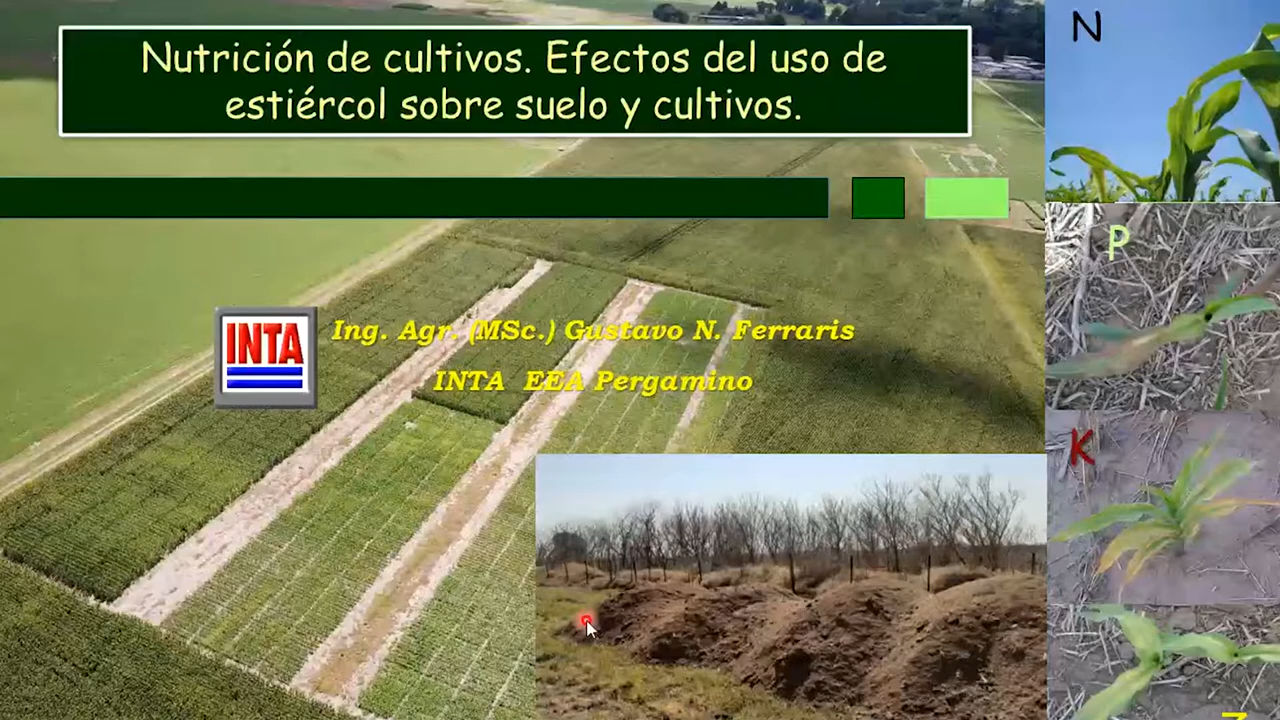 Nutrición de cultivos. Efectos del uso de
estiércol sobre suelo y cultivos.
INTA
Ing. Agr. (MSc.) Gustavo N. Ferraris
INTA EEA Pergamino
N
P
K